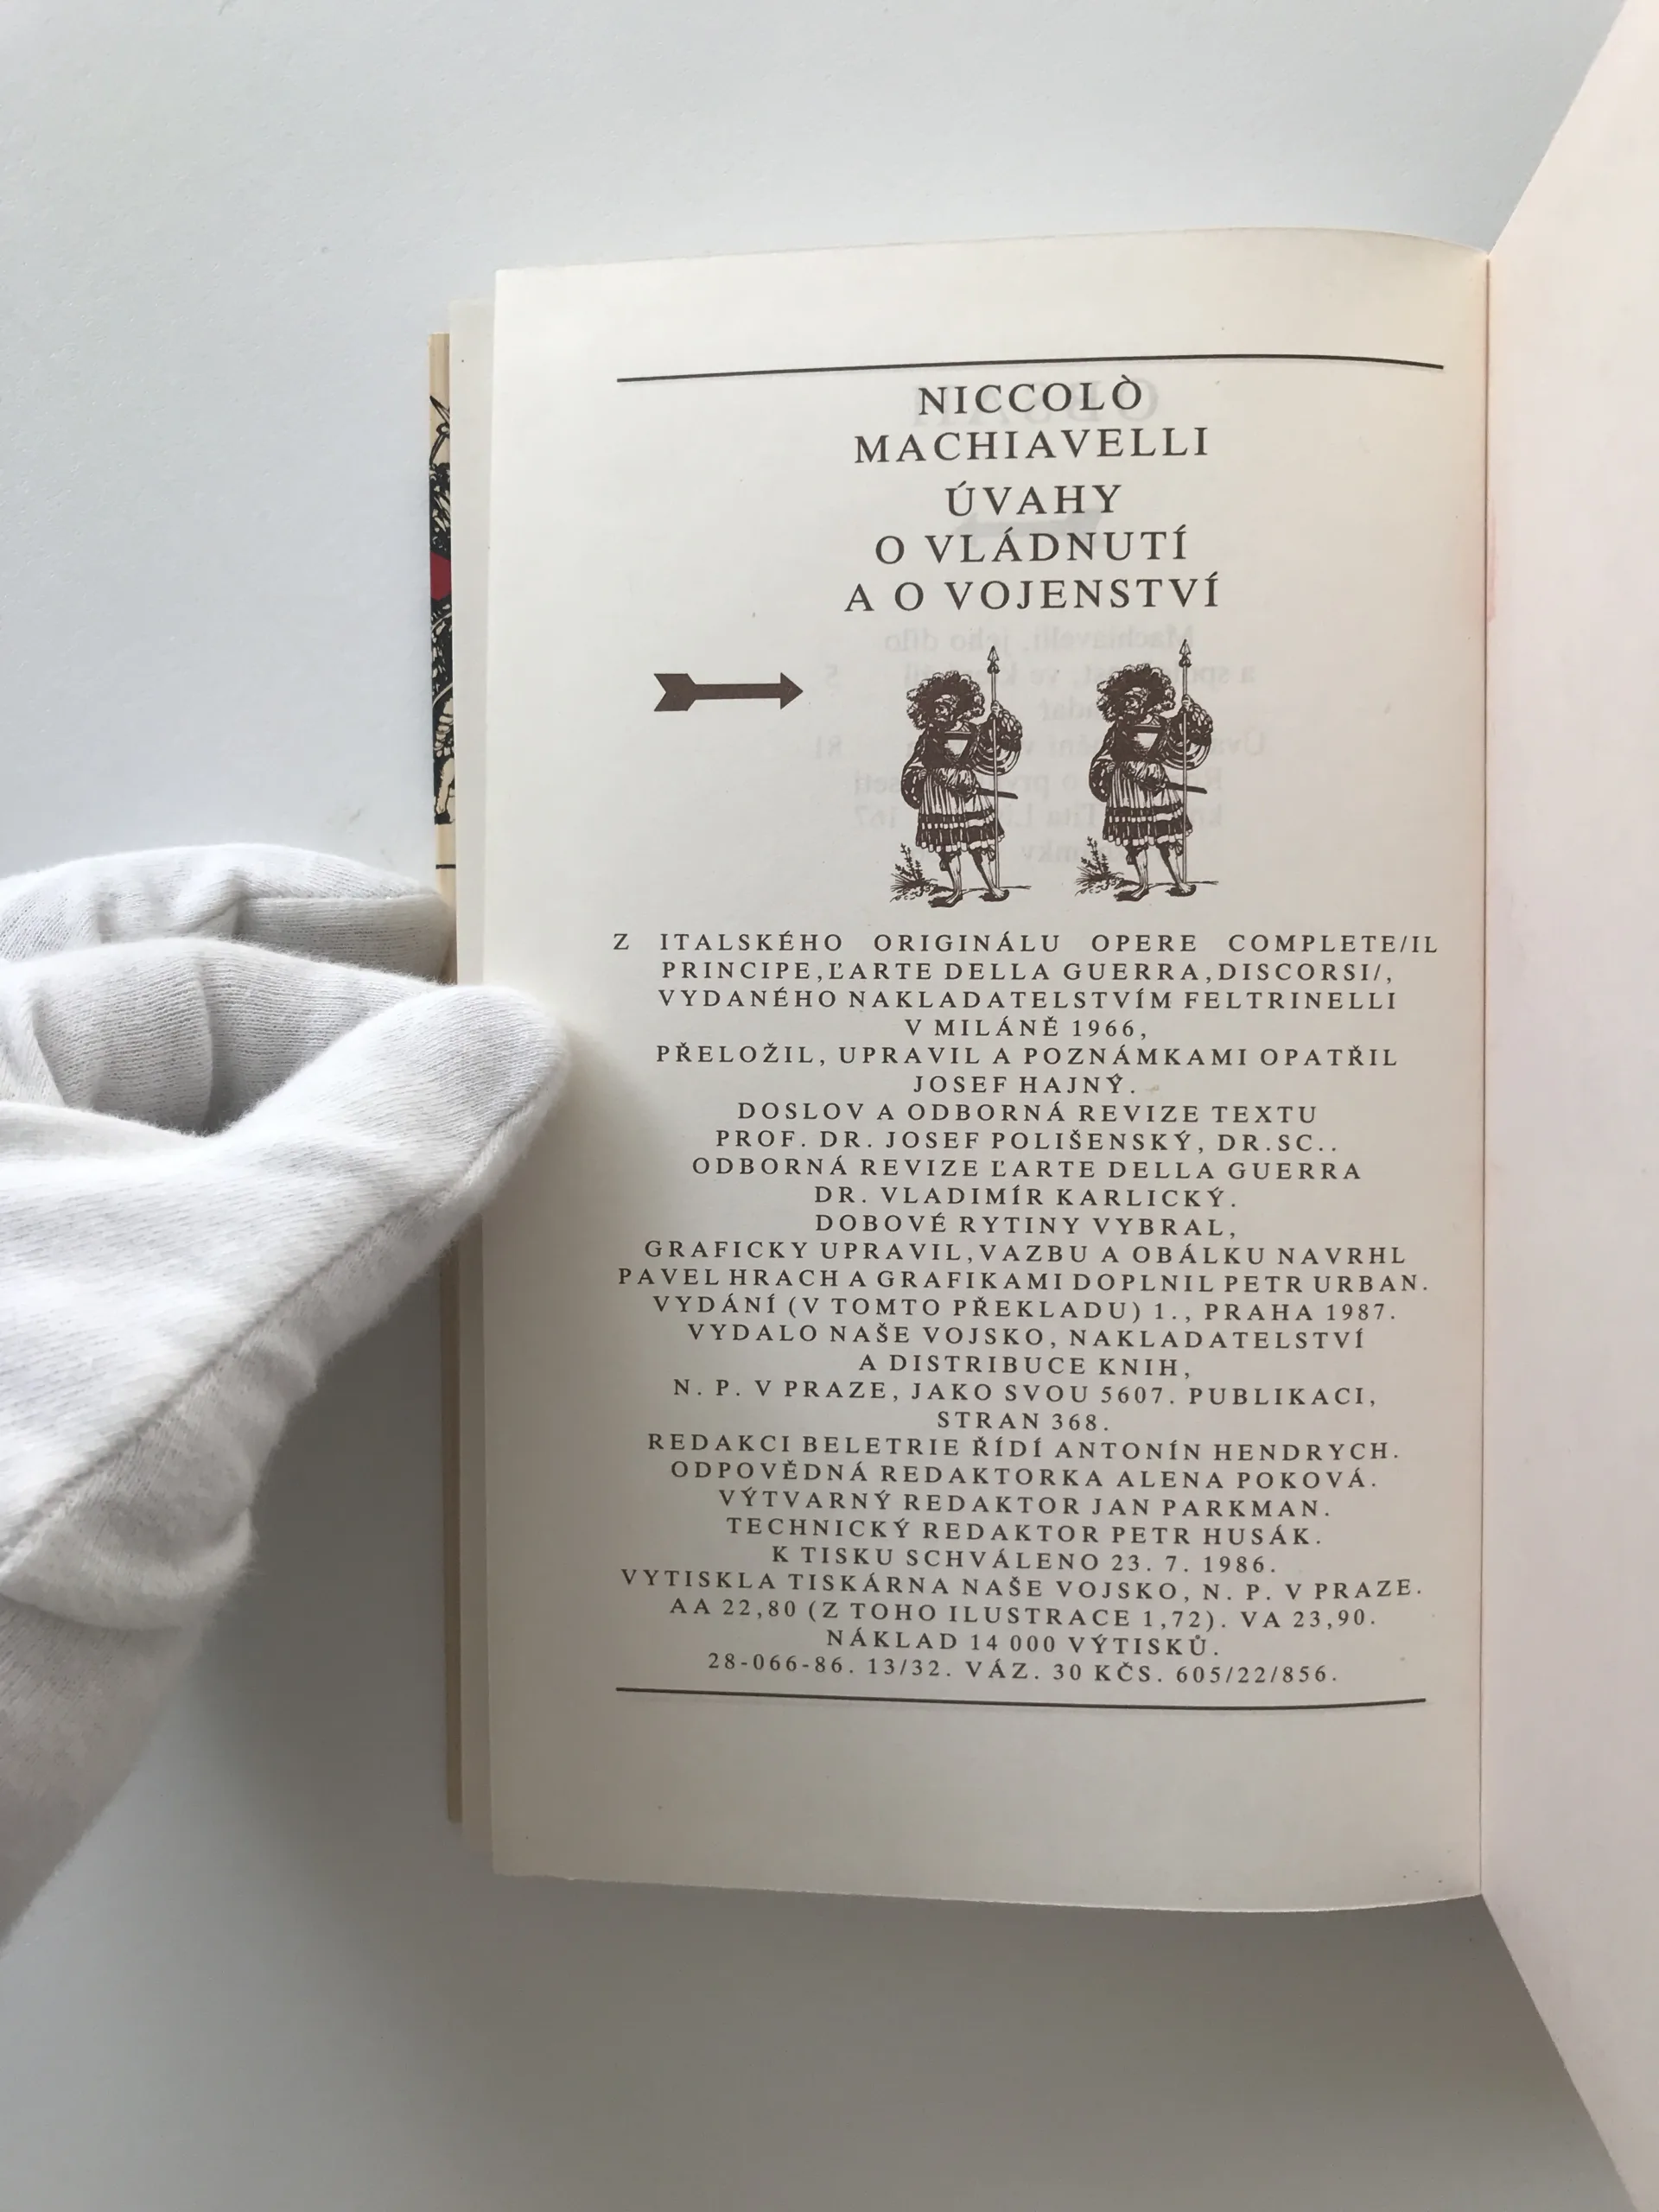 NICCOLÒ
MACHIAVELLI
ÚVAHY
O VLÁDNUTÍ
A O VOJENSTVÍ
Z ITALSKÉHO ORIGINÁLU OPERE COMPLETE/IL
PRINCIPE,ĽARTE DELLA GUERRA,DISCORSI/,
VYDANÉHO NAKLADATELSTVÍM FELTRINELLI
V MILÁNĚ 1966,
PŘELOŽIL, UPRAVIL A POZNÁMKAMI OPATŘIL
JOSEF HAJNÝ.
DOSLOV A ODBORNÁ REVIZE TEXTU
PROF. DR. JOSEF POLIŠENSKÝ, DR.SC..
ODBORNÁ REVIZE ĽARTE DELLA GUERRA
DR. VLADIMÍR KARLICKÝ.
DOBOVÉ RYTINY VYBRAL,
GRAFICKY UPRAVIL,VAZBU A OBÁLKU NAVRHL
PAVEL HRACH A GRAFIKAMI DOPLNIL PETR URBAN.
VYDÁNÍ (V TOMTO PŘEKLADU) 1., PRAHA 1987.
VYDALO NAŠE VOJSKO, NAKLADATELSTVÍ
A DISTRIBUCE KNIH,
N. P. V PRAZE, JAKO SVOU 5607. PUBLIKACI,
STRAN 368.
REDAKCI BELETRIE ŘÍDÍ ANTONÍN HENDRYCH.
ODPOVĚDNÁ REDAKTORKA ALENA POKOVÁ.
VÝTVARNÝ REDAKTOR JAN PARKMAN.
TECHNICKÝ REDAKTOR PETR HUSÁK.
K TISKU SCHVÁLENO 23. 7. 1986.
VYTISKLA TISKÁRNA NAŠE VOJSKO, N. P. V PRAZE.
AA 22,80 (Z TOHO ILUSTRACE 1,72). VA 23,90.
NÁKLAD 14 000 VÝTISKŮ.
28-066-86. 13/32. VÁZ. 30 KČS. 605/22/856.